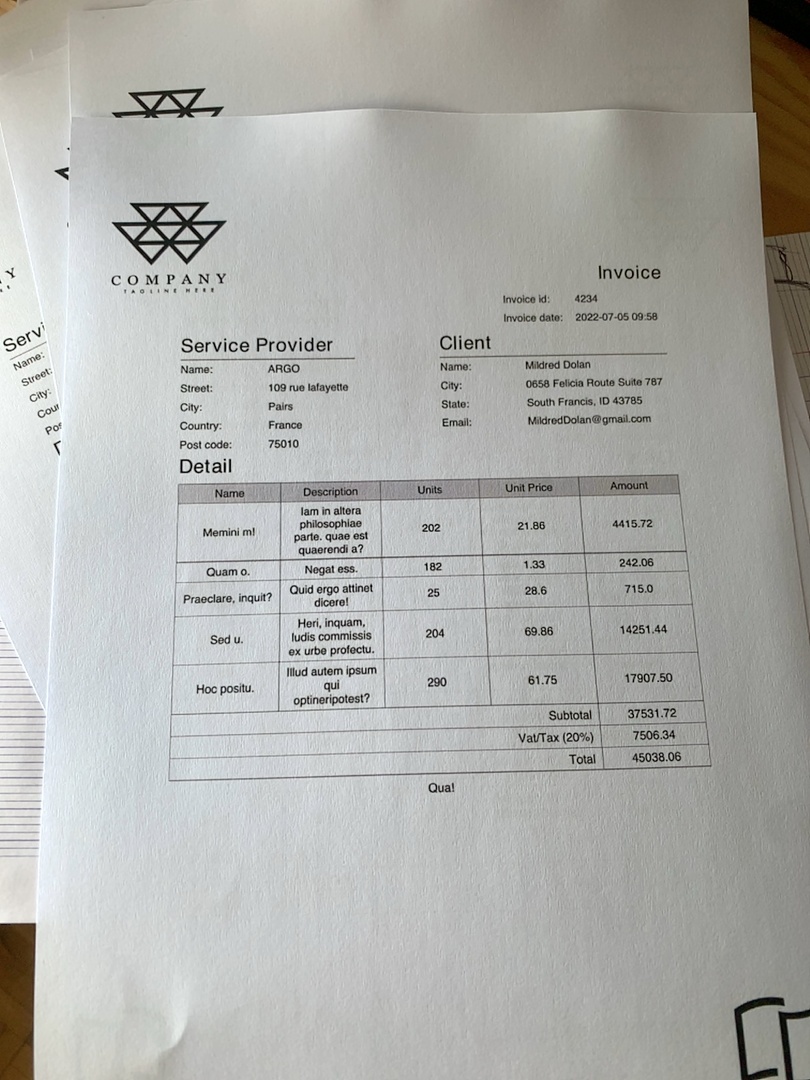 COMPANY
TAGLINE HERE
Invoice
Invoice id: 4234
Invoice date: 2022-07-05 09:58
Service Provider
Name: ARGO
Street: 109 rue lafayette
City: Pairs
Country: France
Post code: 75010
Client
Name: Mildred Dolan
City: 0658 Felicia Route Suite 787
State: South Francis, ID 43785
Email: MildredDolan@gmail.com
Detail
Name Description Units Unit Price Amount
Memini m! Iam in altera philosophiae parte. quae est quaerendi a? 202 21.86 4415.72
Quam o. Negat ess. 182 1.33 242.06
Praeclare, inquit? Quid ergo attinet dicere! 25 28.6 715.0
Sed u. Heri, inquam, ludis commissis ex urbe profectu. 204 69.86 14251.44
Hoc positu. Illud autem ipsum qui optineripotest? 290 61.75 17907.50
Subtotal 37531.72
Vat/Tax (20%) 7506.34
Total 45038.06
Qua!
Servi
Name:
Street:
City:
Cou
Pos